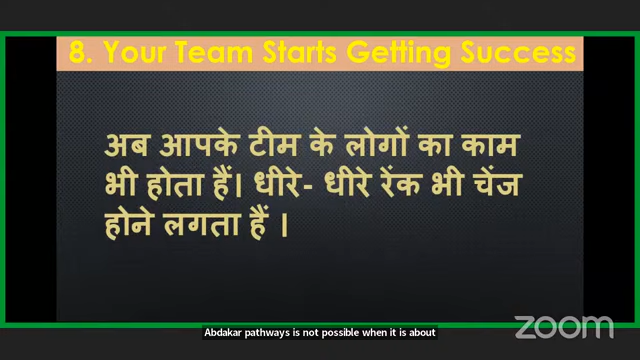 8. Your Team Starts Getting Success
अब आपके टीम के लोगों का काम
भी होता हैं। धीरे- धीरे रेंक भी चेंज
होने लगता हैं ।
Abdakar pathways is not possible when it is about
zoom